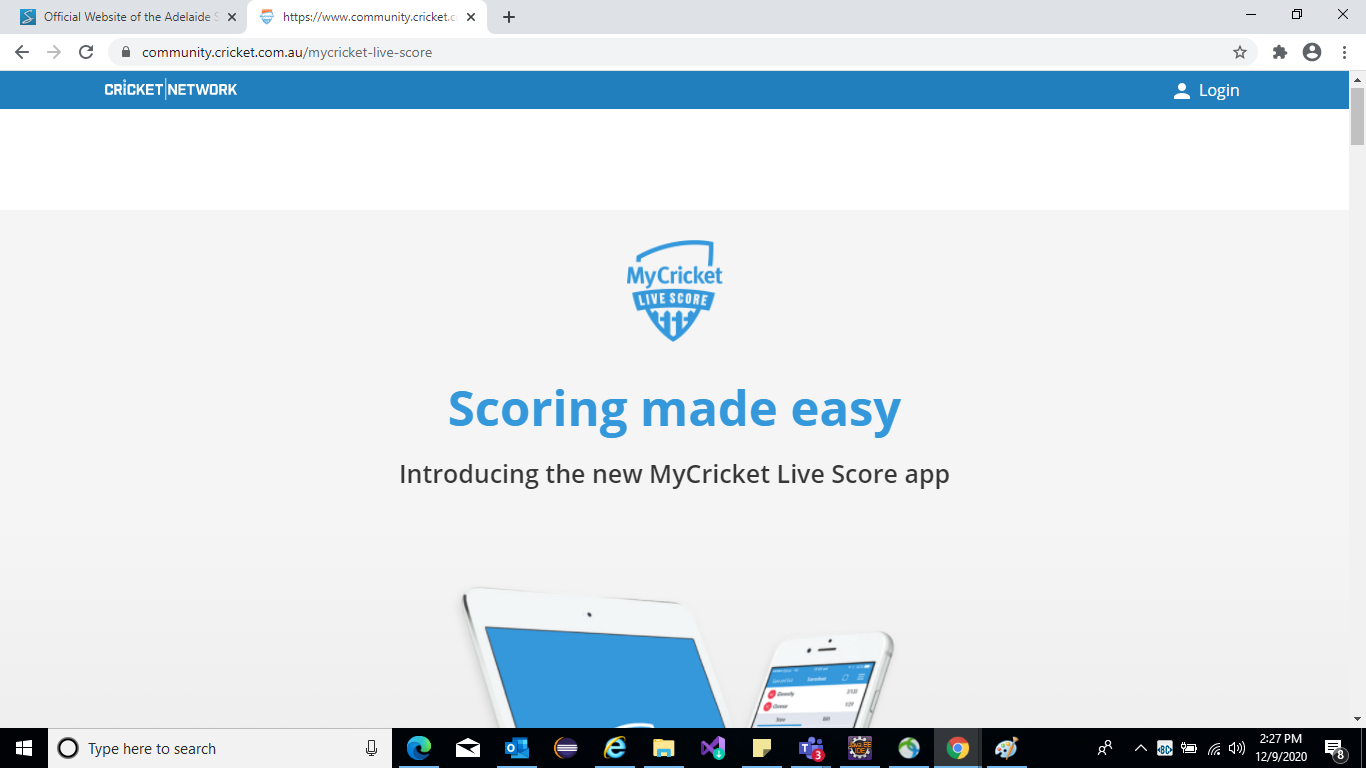 Official Website of the Adelaide S
https://www.community.cricket.c
community.cricket.com.au/mycricket-live-score
CRICKET NETWORK
Login
MyCricket
LIVE SCORE
Scoring made easy
Introducing the new MyCricket Live Score app
Type here to search
3
2:27 PM
12/9/2020
8